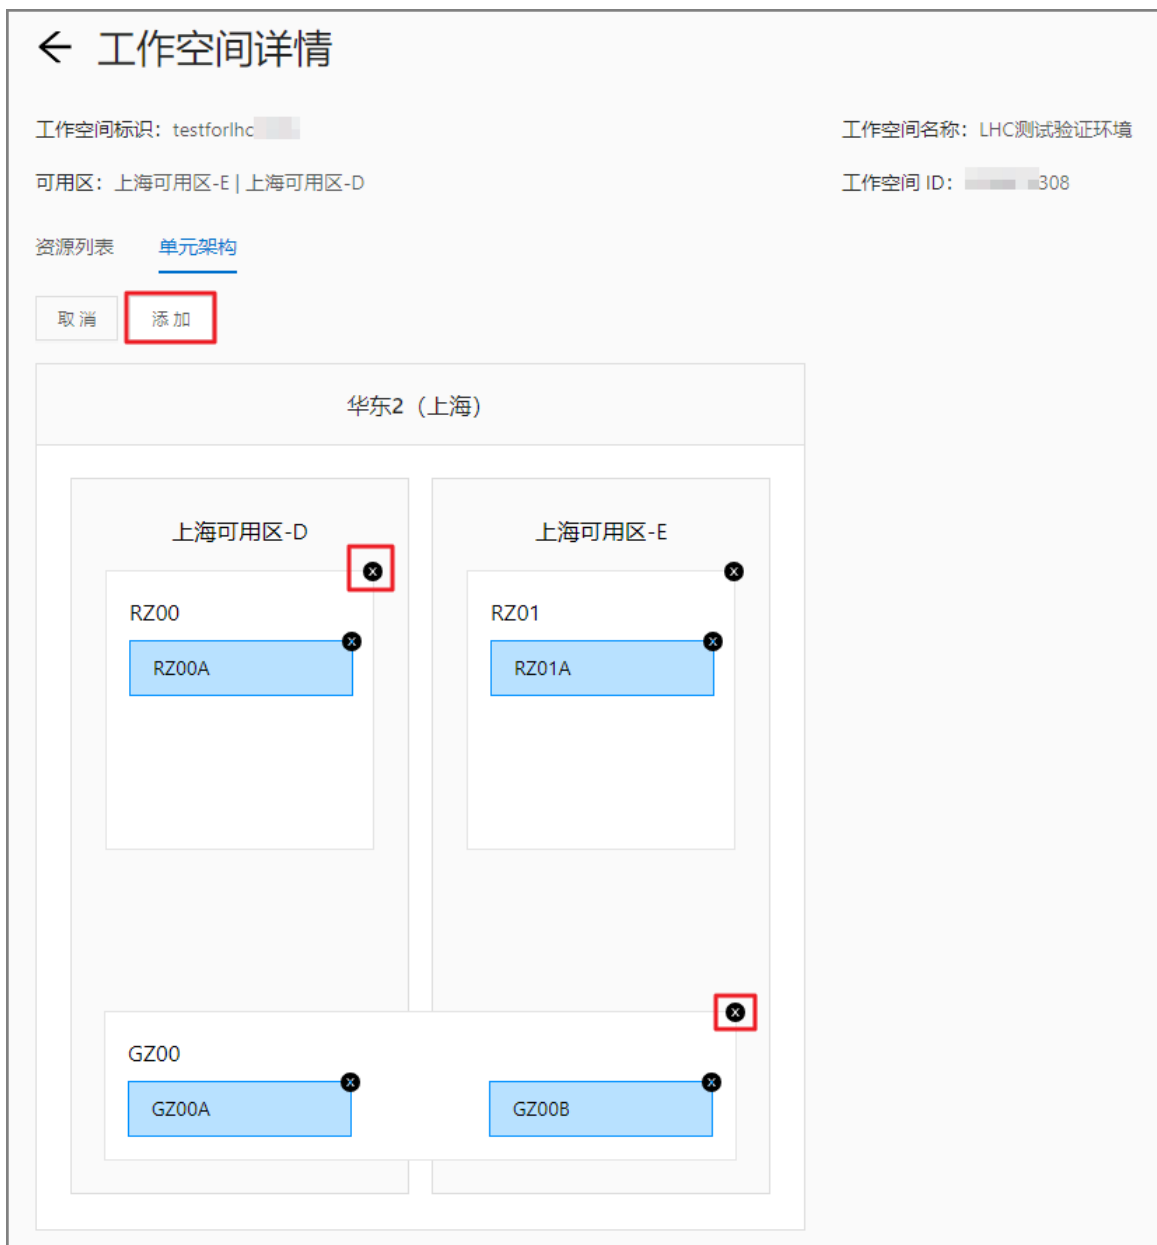 工作空间详情
工作空间标识：testforlhc
工作空间名称：LHC测试验证环境
可用区：上海可用区-E | 上海可用区-D
工作空间 ID：308
资源列表 单元架构
取 消 添 加
华东2（上海）
上海可用区-D 上海可用区-E
RZ00 RZ01
RZ00A RZ01A
GZ00
GZ00A GZ00B